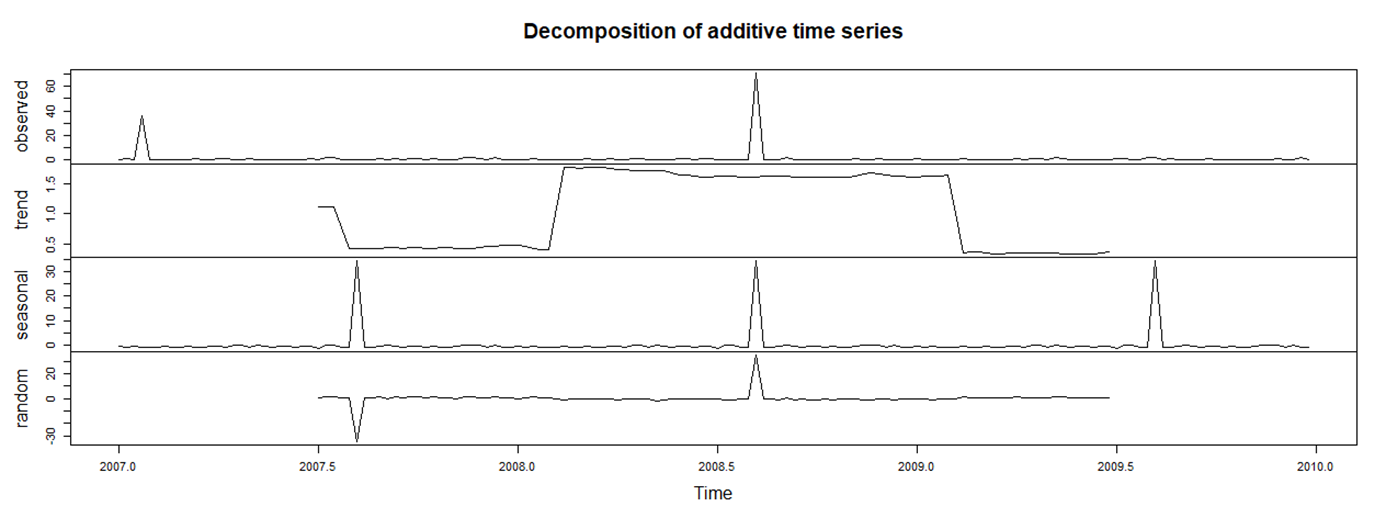 Decomposition of additive time series
observed
0 20 40 60
trend
0.5 1.0 1.5
seasonal
0 10 20 30
random
-30 0 20
2007.0 2007.5 2008.0 2008.5 2009.0 2009.5 2010.0
Time